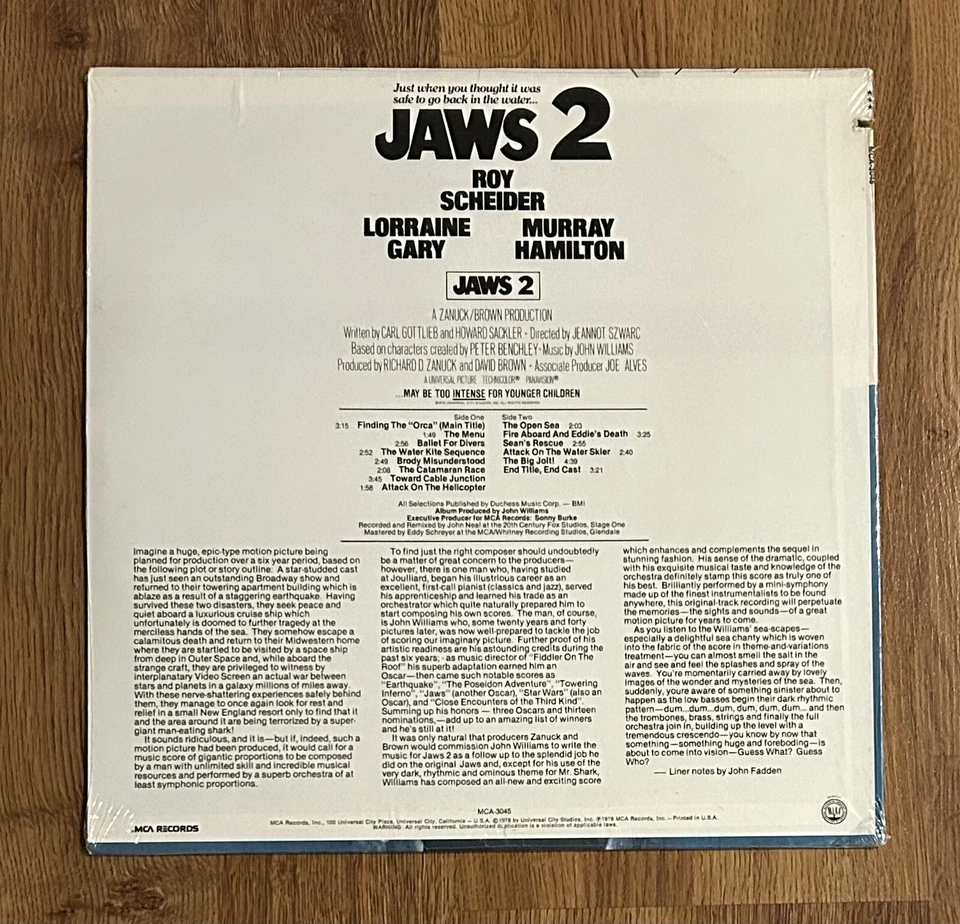 Just when you thought it was
safe to go back in the water...
JAWS 2
ROY
SCHEIDER
LORRAINE
GARY
MURRAY
HAMILTON
JAWS 2
A ZANUCK/BROWN PRODUCTION
Written by CARL GOTTLIEB and HOWARD SACKLER · Directed by JEANNOT SZWARC
Based on characters created by PETER BENCHLEY · Music by JOHN WILLIAMS
Produced by RICHARD D. ZANUCK and DAVID BROWN · Associate Producer JOE ALVES
A UNIVERSAL PICTURE TECHNICOLOR® PANAVISION®
...MAY BE TOO INTENSE FOR YOUNGER CHILDREN
Side One
3:15 Finding The "Orca" (Main Title)
1:49 The Menu
2:56 Ballet For Divers
2:52 The Water Kite Sequence
2:49 Brody Misunderstood
2:08 The Catamaran Race
3:45 Toward Cable Junction
1:58 Attack On The Helicopter
Side Two
The Open Sea 2:03
Fire Aboard And Eddie's Death 3:25
Sean's Rescue 2:55
Attack On The Water Skier 2:40
The Big Jolt! 4:39
End Title, End Cast 3:21
All Selections Published by Duchess Music Corp. — BMI
Album Produced by John Williams
Executive Producer for MCA Records: Sonny Burke
Recorded and Remixed by John Neal at the 20th Century Fox Studios, Stage One
Mastered by Eddy Schreyer at the MCA/Whitney Recording Studios, Glendale
Imagine a huge, epic-type motion picture being
planned for production over a six year period, based on
the following plot or story outline: A star-studded cast
has just seen an outstanding Broadway show and
returned to their towering apartment building which is
ablaze as a result of a staggering earthquake. Having
survived these two disasters, they seek peace and
quiet aboard a luxurious cruise ship which
unfortunately is doomed to further tragedy at the
merciless hands of the sea. They somehow escape a
calamitous death and return to their Midwestern home
where they are startled to be visited by a space ship
from deep in Outer Space and, while aboard the
strange craft, they are privileged to witness by
interplanatary Video Screen an actual war between
stars and planets in a galaxy millions of miles away.
With these nerve-shattering experiences safely behind
them, they manage to once again look for rest and
relief in a small New England resort only to find that it
and the area around it are being terrorized by a super-
giant man-eating shark!
It sounds ridiculous, and it is—but if, indeed, such a
motion picture had been produced, it would call for a
music score of gigantic proportions to be composed
by a man with unlimited skill and incredible musical
resources and performed by a superb orchestra of at
least symphonic proportions.
To find just the right composer should undoubtedly
be a matter of great concern to the producers—
however, there is one man who, having studied
at Joulliard, began his illustrious career as an
excellent, first-call pianist (classics and jazz), served
his apprenticeship and learned his trade as an
orchestrator which quite naturally prepared him to
start composing his own scores. The man, of course,
is John Williams who, some twenty years and forty
pictures later, was now well-prepared to tackle the job
of scoring our imaginary picture. Further proof of his
artistic readiness are his astounding credits during the
past six years;-as music director of "Fiddler On The
Roof" his superb adaptation earned him an
Oscar—then came such notable scores as
"Earthquake", "The Poseidon Adventure", "Towering
Inferno", "Jaws" (another Oscar), "Star Wars" (also an
Oscar), and "Close Encounters of the Third Kind".
Summing up his honors — three Oscars and thirteen
nominations,—add up to an amazing list of winners
and he's still at it!
It was only natural that producers Zanuck and
Brown would commission John Williams to write the
music for Jaws 2 as a follow up to the splendid job he
did on the original Jaws and, except for his use of the
very dark, rhythmic and ominous theme for Mr. Shark,
Williams has composed an all-new and exciting score
which enhances and complements the sequel in
stunning fashion. His sense of the dramatic, coupled
with his exquisite musical taste and knowledge of the
orchestra definitely stamp this score as truly one of
his best. Brilliantly performed by a mini-symphony
made up of the finest instrumentalists to be found
anywhere, this original-track recording will perpetuate
the memories—the sights and sounds—of a great
motion picture for years to come.
As you listen to the Williams' sea-scapes—
especially a delightful sea chanty which is woven
into the fabric of the score in theme-and-variations
treatment—you can almost smell the salt in the
air and see and feel the splashes and spray of the
waves. You're momentarily carried away by lovely
images of the wonder and mysteries of the sea. Then,
suddenly, youre aware of something sinister about to
happen as the low basses begin their dark rhythmic
pattern—dum...dum...dum, dum, dum, dum... and then
the trombones, brass, strings and finally the full
orchestra join in, building up the level with a
tremendous crescendo—you know by now that
something—something huge and foreboding—is
about to come into vision—Guess What? Guess
Who?
— Liner notes by John Fadden
MCA-3045
MCA RECORDS
MCA Records, Inc., 100 Universal City Plaza, Universal City, California — U.S.A. ©1978 by Universal City Studios, Inc. ℗1978 MCA Records, Inc. — Printed in U.S.A.
WARNING: All rights reserved. Unauthorized duplication is a violation of applicable laws.